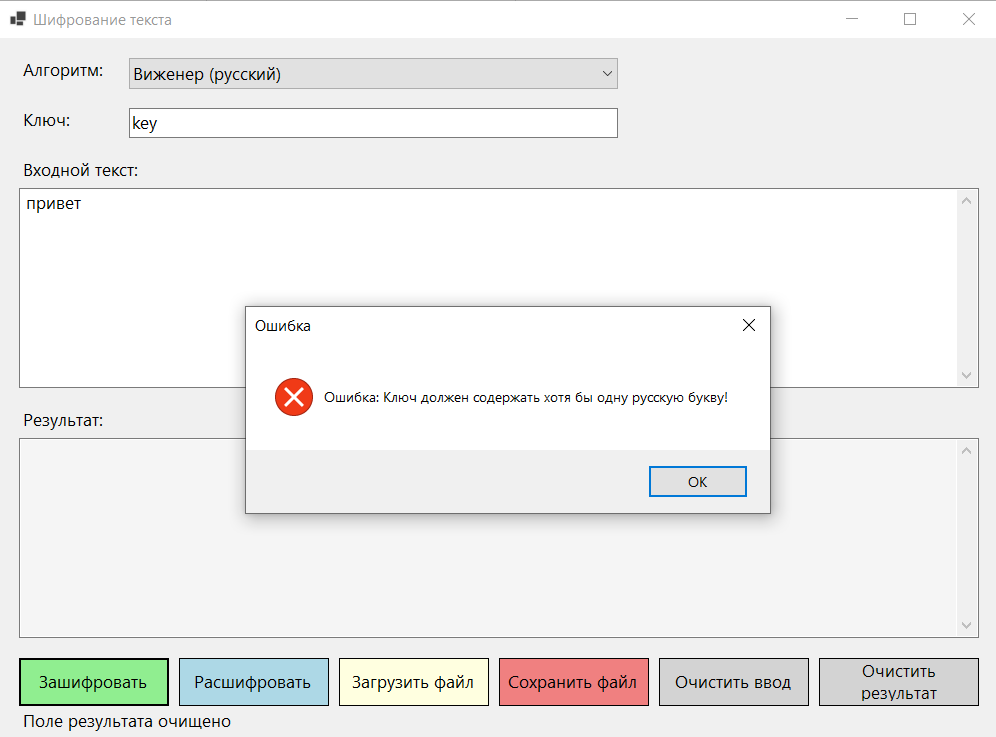 Шифрование текста
Алгоритм:
Виженер (русский)
Ключ:
key
Входной текст:
привет
Ошибка
Ошибка: Ключ должен содержать хотя бы одну русскую букву!
ОК
Результат:
Зашифровать
Расшифровать
Загрузить файл
Сохранить файл
Очистить ввод
Очистить
результат
Поле результата очищено